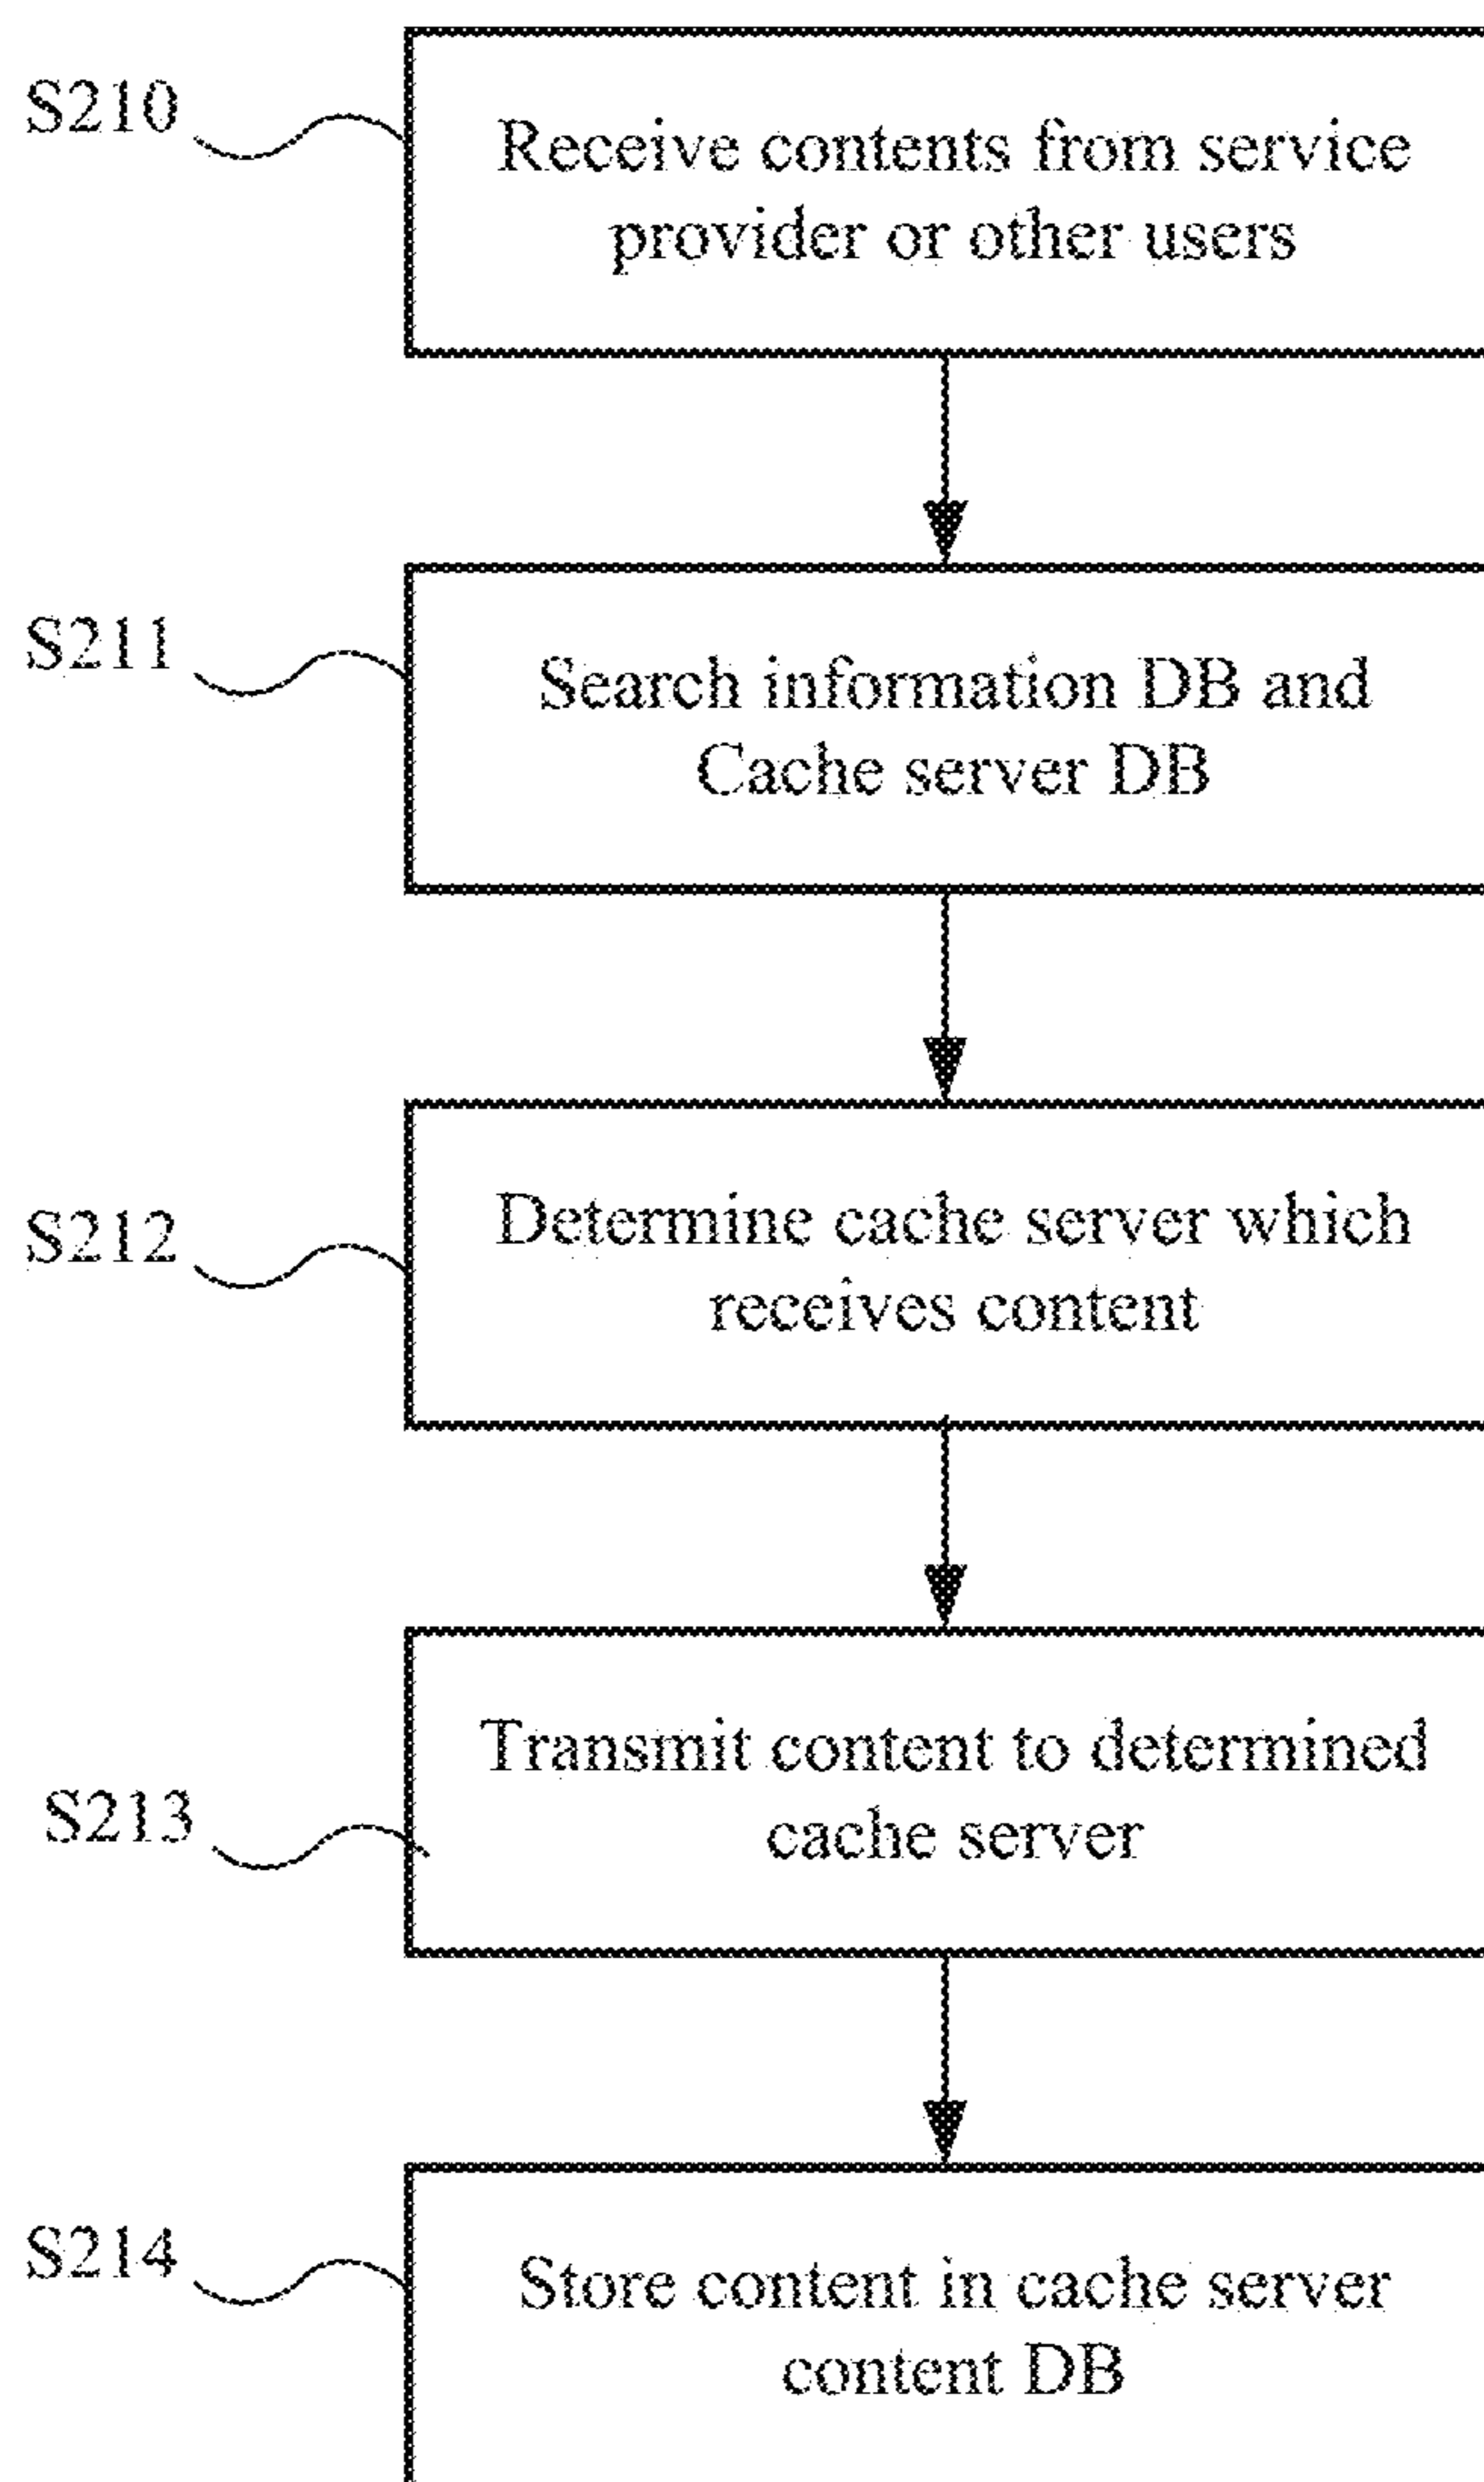 S210
Receive contents from service
provider or other users
S211
Search information DB and
Cache server DB
S212
Determine cache server which
receives content
S213
Transmit content to determined
cache server
S214
Store content in cache server
content DB